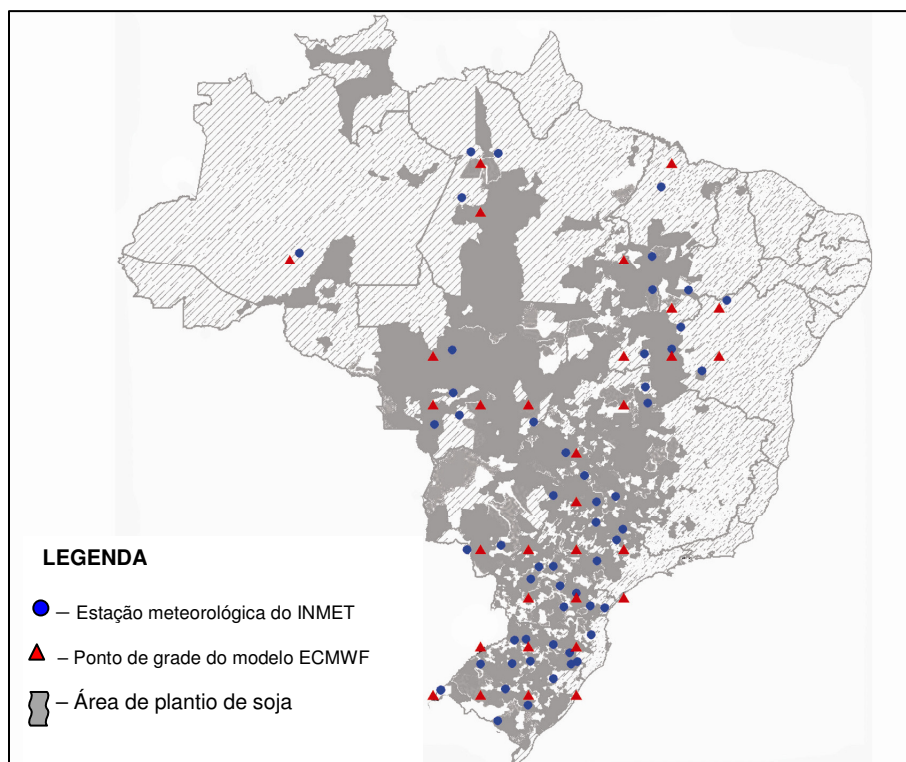 LEGENDA
– Estação meteorológica do INMET
– Ponto de grade do modelo ECMWF
– Área de plantio de soja